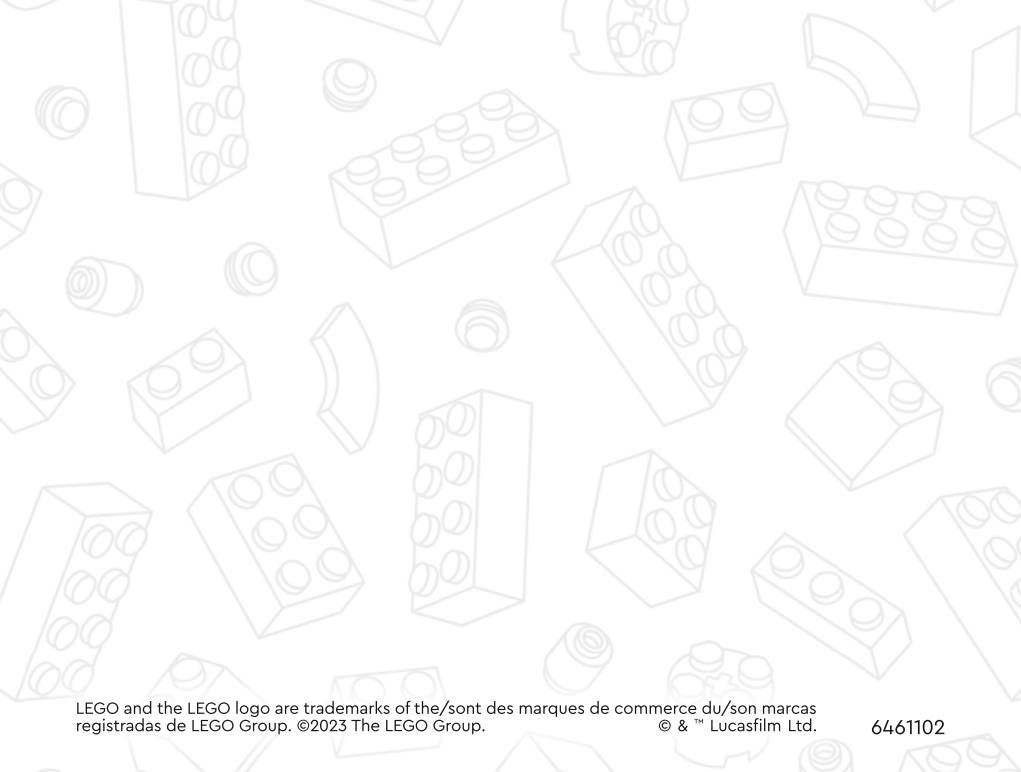 LEGO and the LEGO logo are trademarks of the/sont des marques de commerce du/son marcas
registradas de LEGO Group. ©2023 The LEGO Group. © & ™ Lucasfilm Ltd. 6461102